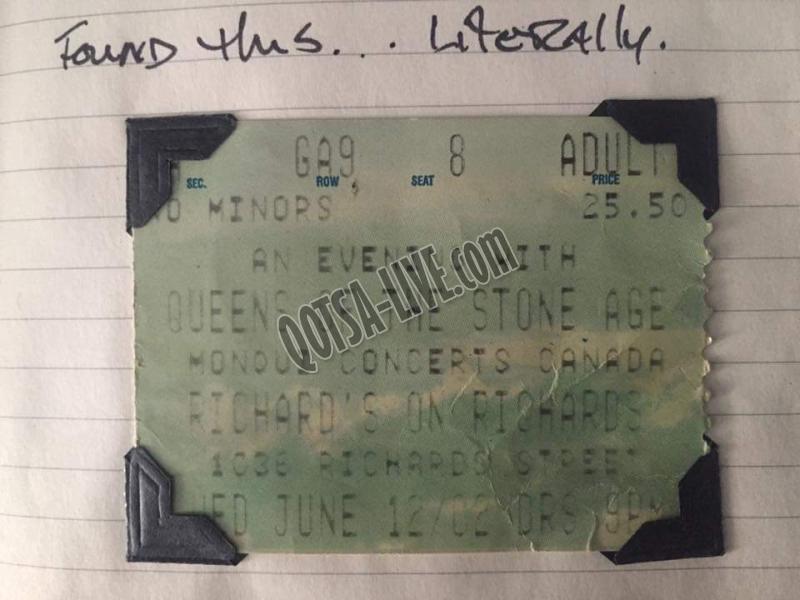 Found this... Literally.
GA9 8 ADULT
SEC. ROW SEAT PRICE
NO MINORS 25.50
AN EVENING WITH
QUEENS OF THE STONE AGE
CONCERTS CANADA
RICHARD'S ON RICHARDS
1036 RICHARDS STREET
WED JUNE 12/02 DRS 9PM
QOTSA-LIVE.com